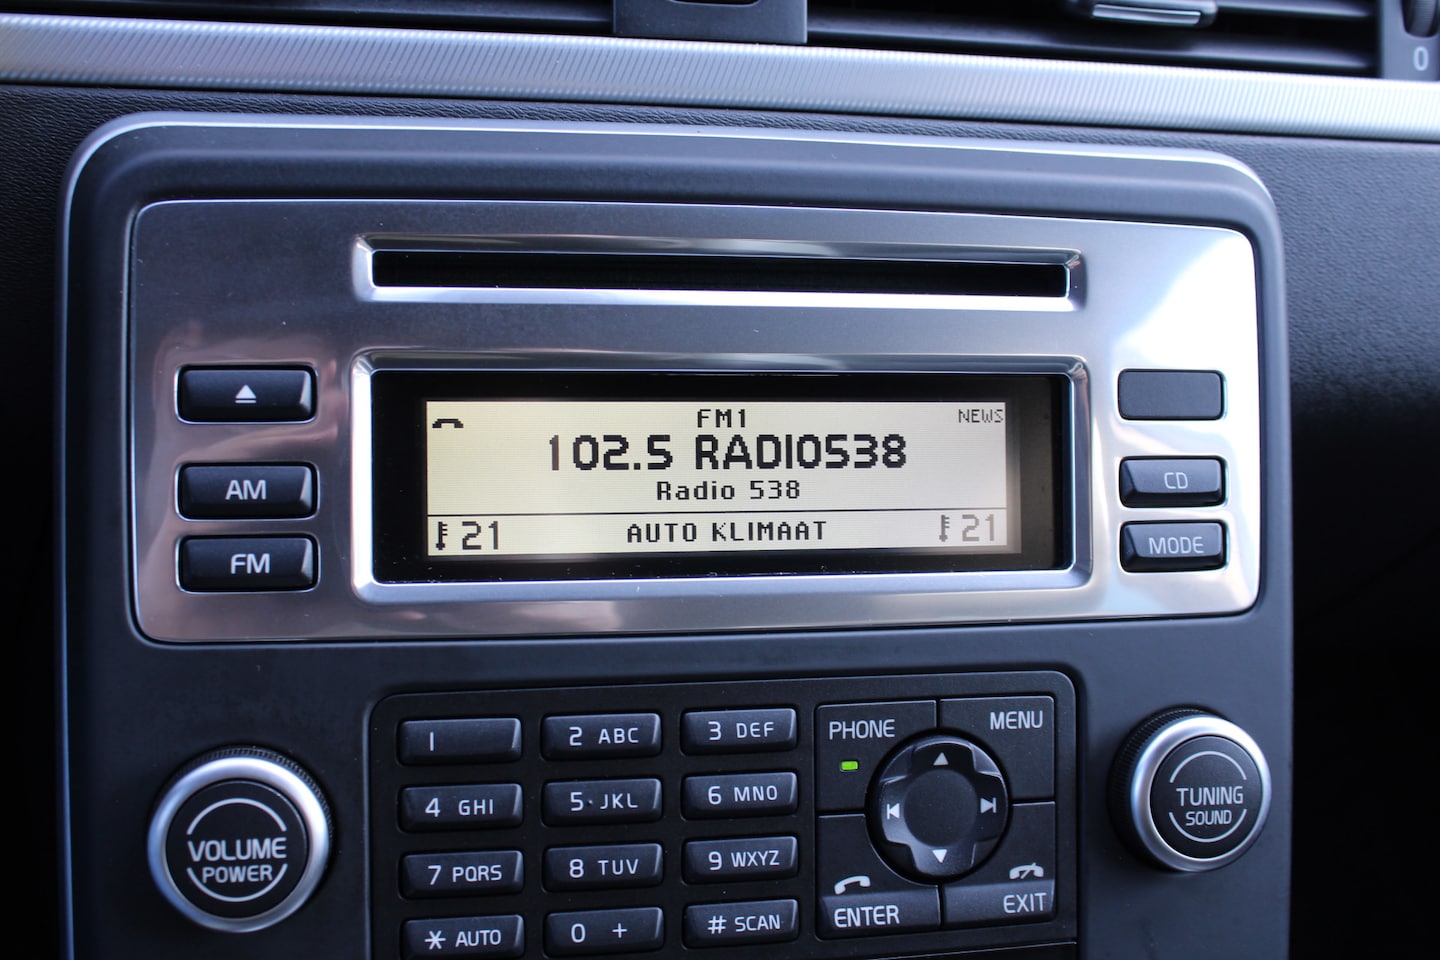 0
FM1
NEWS
102.5 RADIO538
Radio 538
21
AUTO KLIMAAT
21
AM
FM
CD
MODE
1
2 ABC
3 DEF
4 GHI
5 JKL
6 MNO
7 PQRS
8 TUV
9 WXYZ
* AUTO
0 +
# SCAN
PHONE
MENU
ENTER
EXIT
VOLUME
POWER
TUNING
SOUND